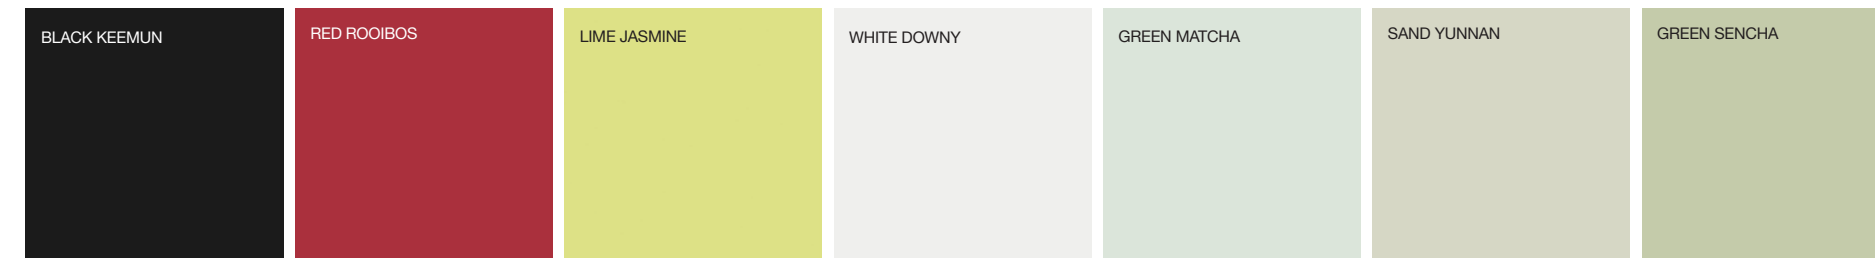 BLACK KEEMUN
RED ROOIBOS
LIME JASMINE
WHITE DOWNY
GREEN MATCHA
SAND YUNNAN
GREEN SENCHA